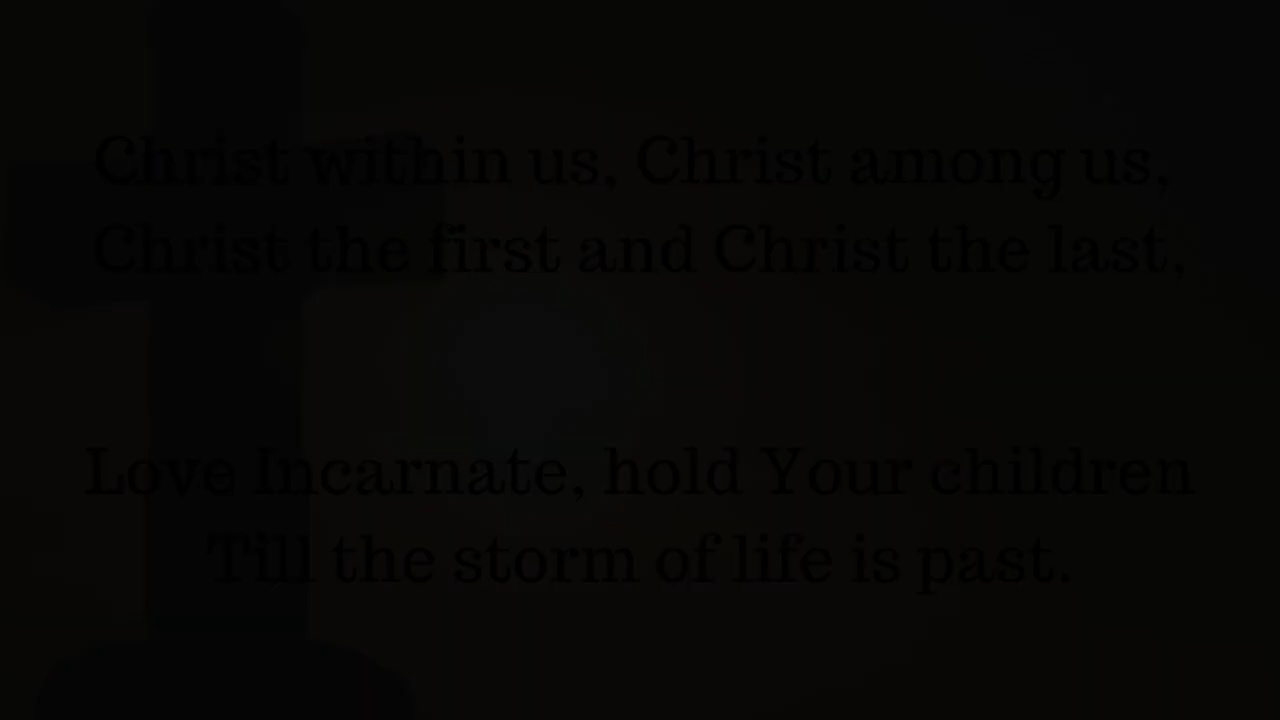 Christ within us, Christ among us,
Christ the first and Christ the last,
Love Incarnate, hold Your children
Till the storm of life is past.